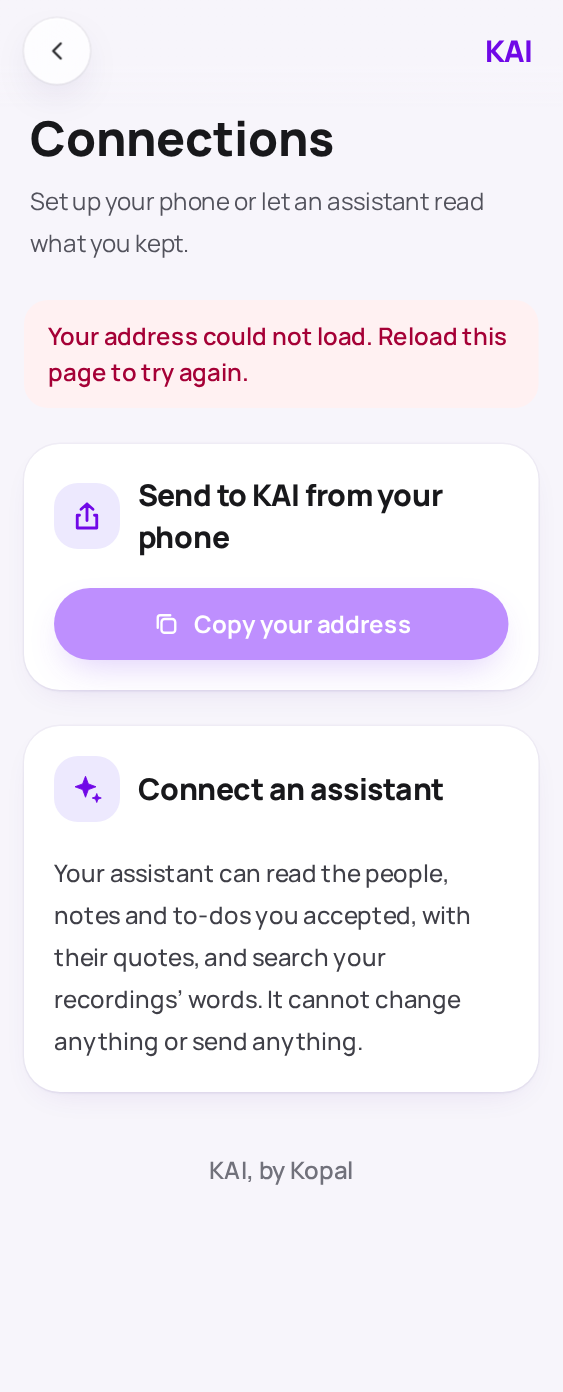 KAI
Connections
Set up your phone or let an assistant read
what you kept.
Your address could not load. Reload this
page to try again.
Send to KAI from your
phone
Copy your address
Connect an assistant
Your assistant can read the people,
notes and to-dos you accepted, with
their quotes, and search your
recordings’ words. It cannot change
anything or send anything.
KAI, by Kopal